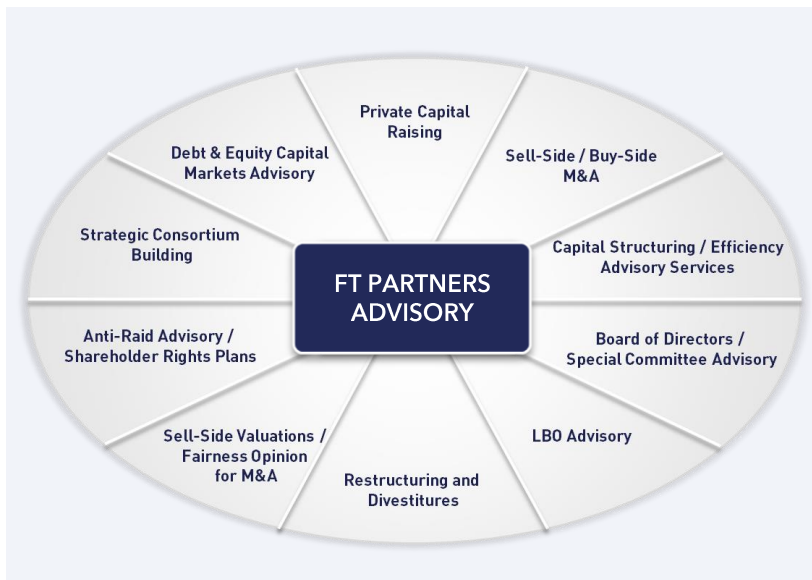 Private Capital
Raising
Debt & Equity Capital
Markets Advisory
Sell-Side / Buy-Side
M&A
Strategic Consortium
Building
Capital Structuring / Efficiency
Advisory Services
FT PARTNERS
ADVISORY
Anti-Raid Advisory /
Shareholder Rights Plans
Board of Directors /
Special Committee Advisory
Sell-Side Valuations /
Fairness Opinion
for M&A
LBO Advisory
Restructuring and
Divestitures